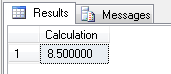 Results Messages
Calculation
1 8.500000